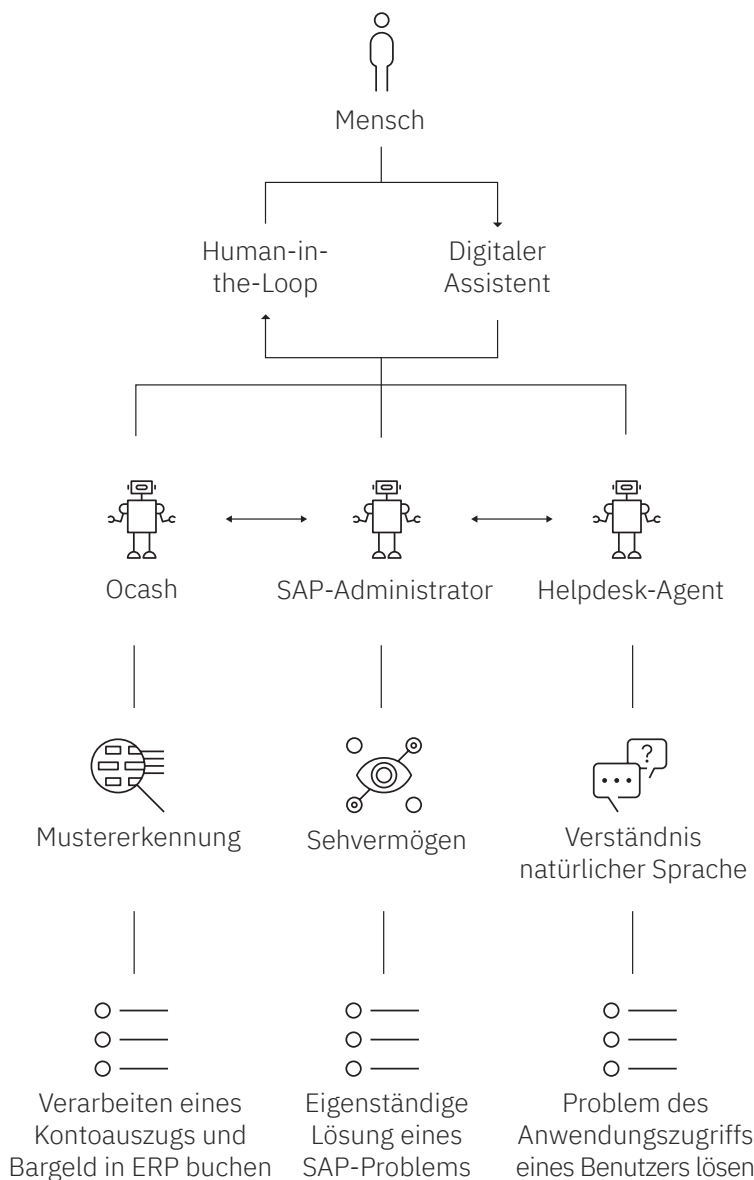 Mensch
Human-in-
the-Loop
Digitaler
Assistent
Ocash
SAP-Administrator
Helpdesk-Agent
?
Mustererkennung
Sehvermögen
Verständnis
natürlicher Sprache
Verarbeiten eines
Kontoauszugs und
Bargeld in ERP buchen
Eigenständige
Lösung eines
SAP-Problems
Problem des
Anwendungszugriffs
eines Benutzers lösen